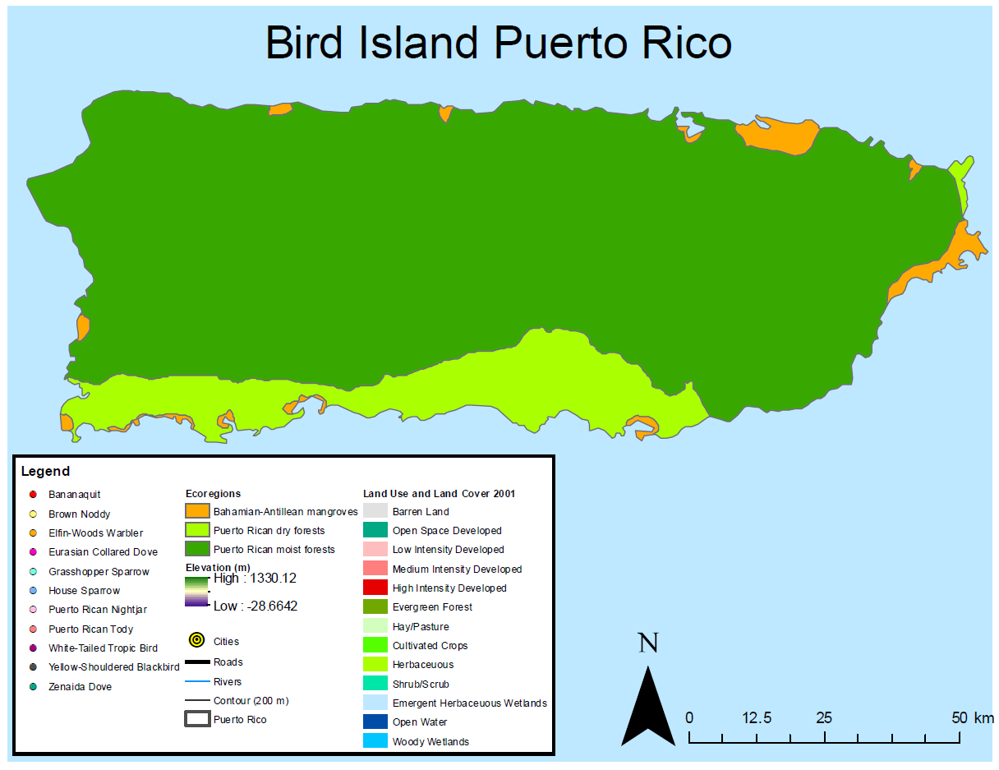 Bird Island Puerto Rico
Legend
Bananaquit
Brown Noddy
Elfin-Woods Warbler
Eurasian Collared Dove
Grasshopper Sparrow
House Sparrow
Puerto Rican Nightjar
Puerto Rican Tody
White-Tailed Tropic Bird
Yellow-Shouldered Blackbird
Zenaida Dove
Ecoregions
Bahamian-Antillean mangroves
Puerto Rican dry forests
Puerto Rican moist forests
Elevation (m)
High : 1330.12
Low : -28.6642
Cities
Roads
Rivers
Contour (200 m)
Puerto Rico
Land Use and Land Cover 2001
Barren Land
Open Space Developed
Low Intensity Developed
Medium Intensity Developed
High Intensity Developed
Evergreen Forest
Hay/Pasture
Cultivated Crops
Herbaceuous
Shrub/Scrub
Emergent Herbaceuous Wetlands
Open Water
Woody Wetlands
N
0 12.5 25 50 km